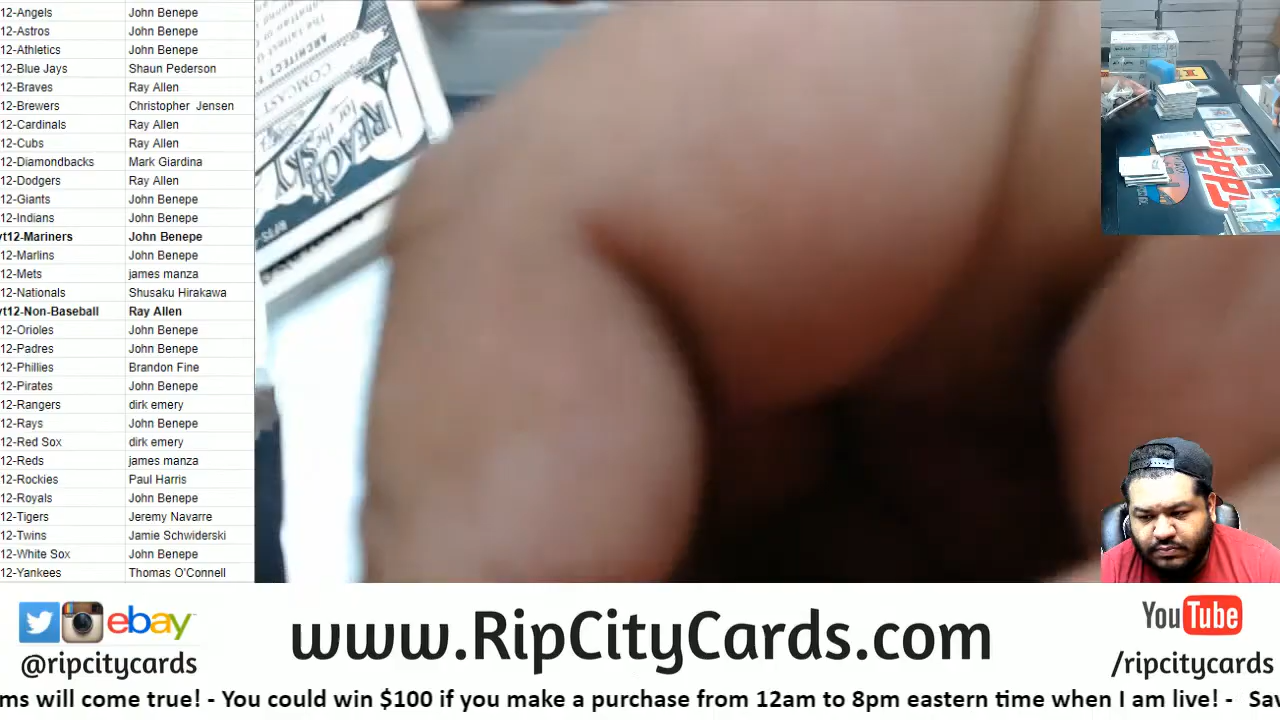 12-Angels John Benepe
12-Astros John Benepe
12-Athletics John Benepe
12-Blue Jays Shaun Pederson
12-Braves Ray Allen
12-Brewers Christopher Jensen
12-Cardinals Ray Allen
12-Cubs Ray Allen
12-Diamondbacks Mark Giardina
12-Dodgers Ray Allen
12-Giants John Benepe
12-Indians John Benepe
t12-Mariners John Benepe
12-Marlins John Benepe
12-Mets james manza
12-Nationals Shusaku Hirakawa
t12-Non-Baseball Ray Allen
12-Orioles John Benepe
12-Padres John Benepe
12-Phillies Brandon Fine
12-Pirates John Benepe
12-Rangers dirk emery
12-Rays John Benepe
12-Red Sox dirk emery
12-Reds james manza
12-Rockies Paul Harris
12-Royals John Benepe
12-Tigers Jeremy Navarre
12-Twins Jamie Schwiderski
12-White Sox John Benepe
12-Yankees Thomas O'Connell
ARCHITECT
COMCAST
REACH
for the
SKY
TOPPS
ebay
@ripcitycards
www.RipCityCards.com
YouTube
/ripcitycards
ms will come true! - You could win $100 if you make a purchase from 12am to 8pm eastern time when I am live! - Sav